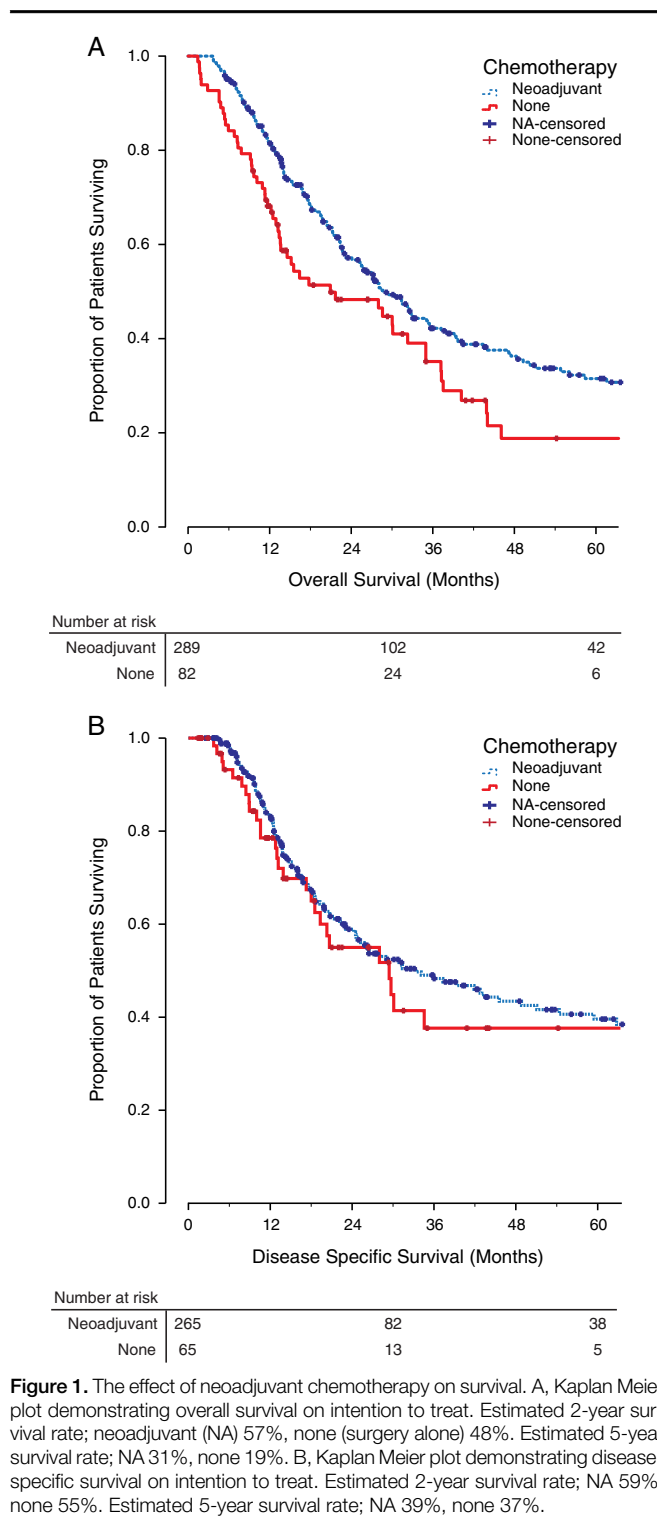 A
Chemotherapy
Neoadjuvant
None
NA-censored
None-censored
1.0
0.8
0.6
0.4
0.2
0.0
Proportion of Patients Surviving
0 12 24 36 48 60
Overall Survival (Months)
Number at risk
Neoadjuvant 289 102 42
None 82 24 6
B
Chemotherapy
Neoadjuvant
None
NA-censored
None-censored
1.0
0.8
0.6
0.4
0.2
0.0
Proportion of Patients Surviving
0 12 24 36 48 60
Disease Specific Survival (Months)
Number at risk
Neoadjuvant 265 82 38
None 65 13 5
Figure 1. The effect of neoadjuvant chemotherapy on survival. A, Kaplan Meie
plot demonstrating overall survival on intention to treat. Estimated 2-year sur
vival rate; neoadjuvant (NA) 57%, none (surgery alone) 48%. Estimated 5-yea
survival rate; NA 31%, none 19%. B, Kaplan Meier plot demonstrating disease
specific survival on intention to treat. Estimated 2-year survival rate; NA 59%
none 55%. Estimated 5-year survival rate; NA 39%, none 37%.